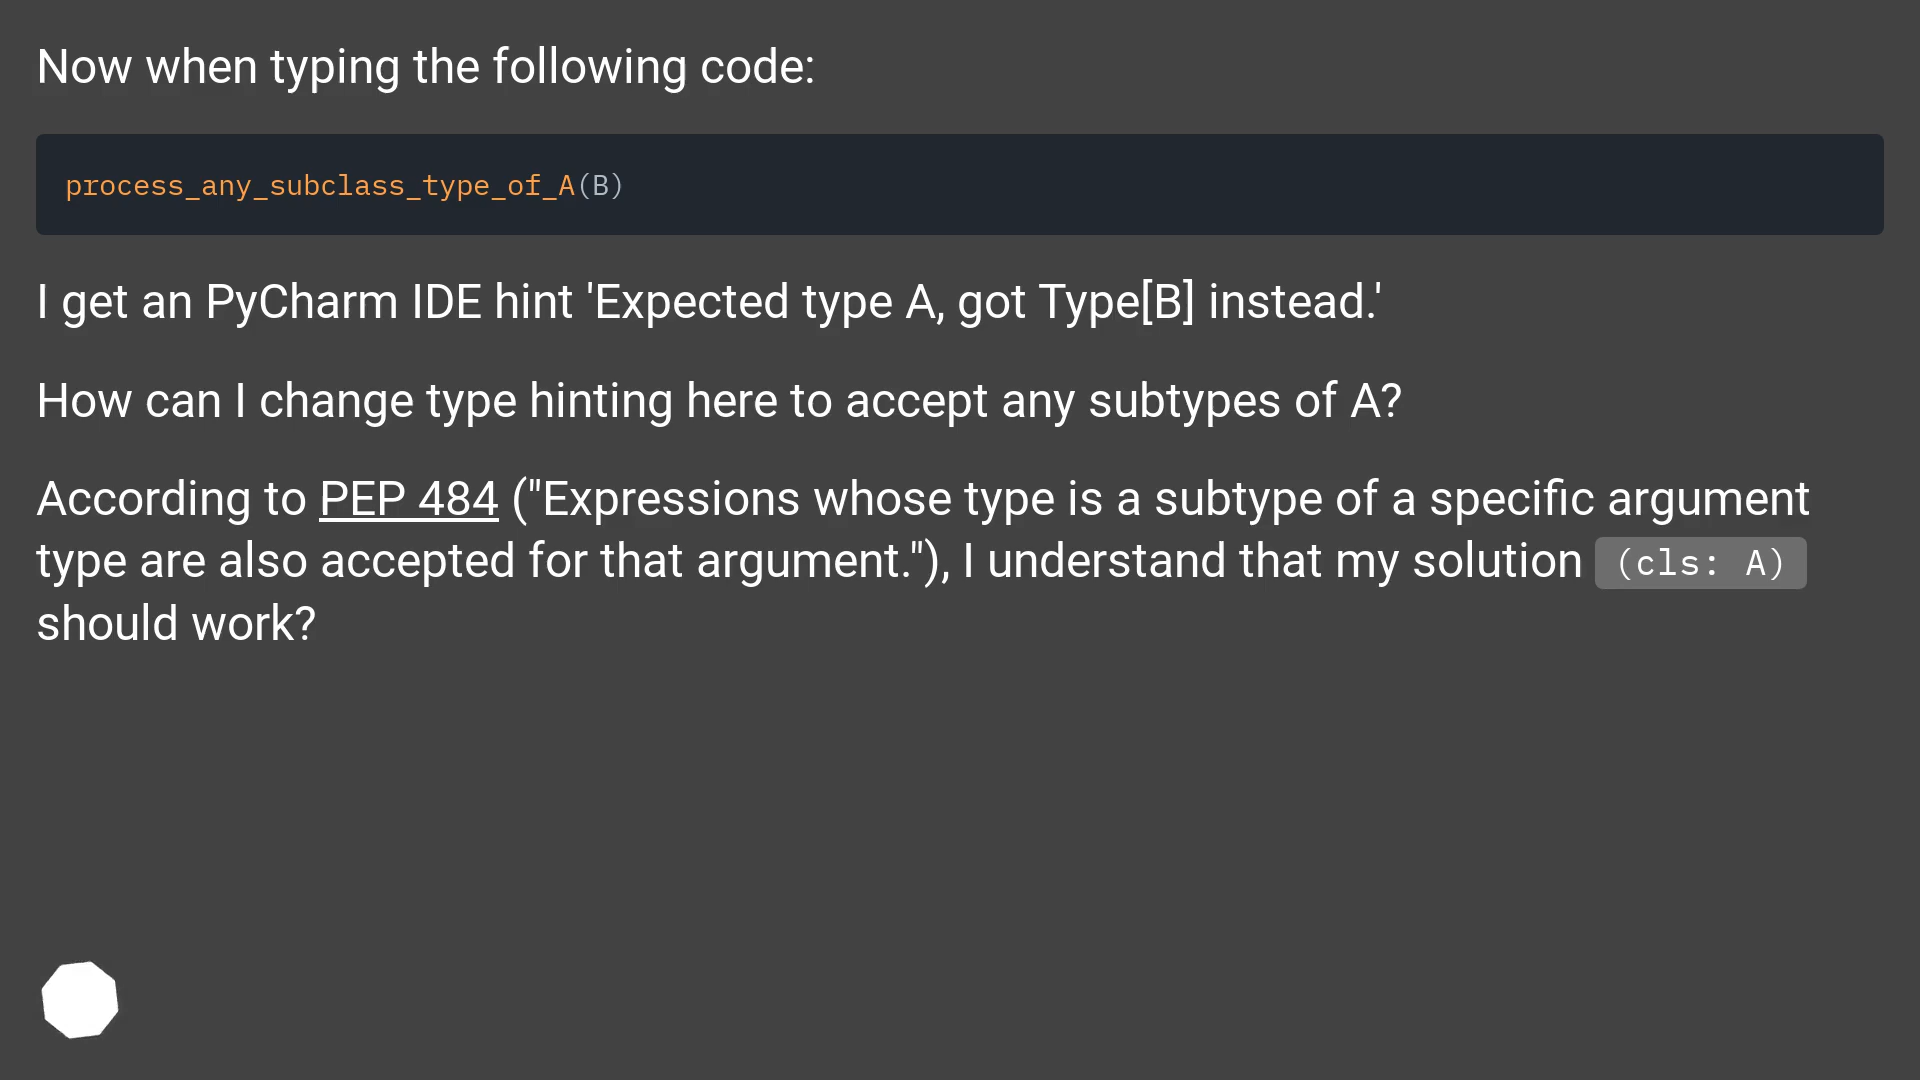 Now when typing the following code:
process_any_subclass_type_of_A(B)
I get an PyCharm IDE hint 'Expected type A, got Type[B] instead.'
How can I change type hinting here to accept any subtypes of A?
According to PEP 484 ("Expressions whose type is a subtype of a specific argument
type are also accepted for that argument."), I understand that my solution (cls: A)
should work?